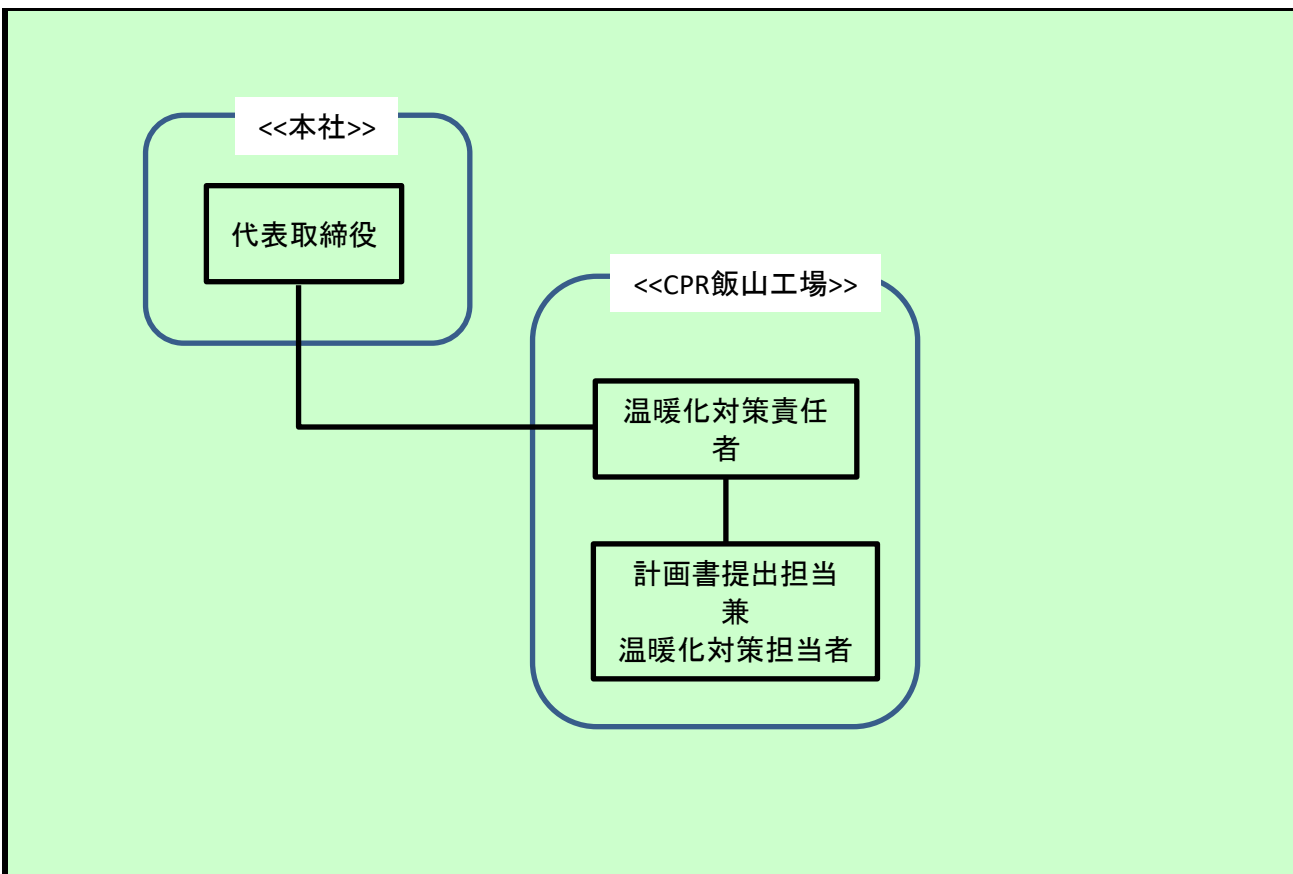 <<本社>>
代表取締役
<<CPR飯山工場>>
温暖化対策責任
者
計画書提出担当
兼
温暖化対策担当者